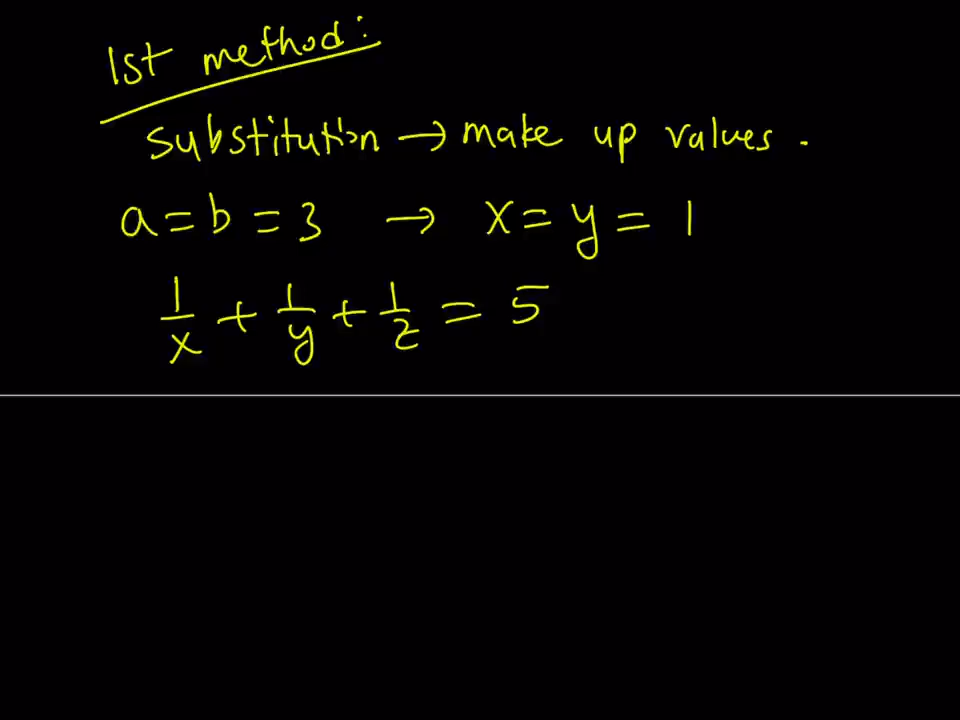 1st method:
substitution → make up values.
a = b = 3 → x = y = 1
1/x + 1/y + 1/z = 5